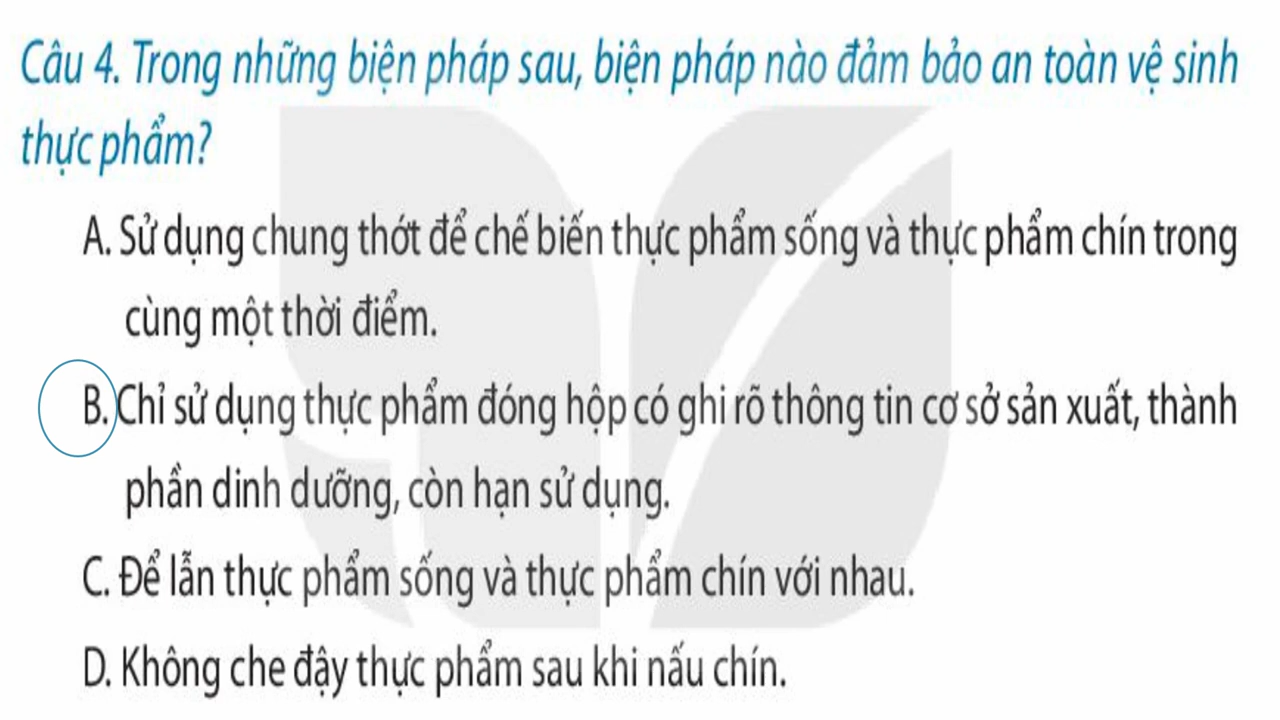 Câu 4. Trong những biện pháp sau, biện pháp nào đảm bảo an toàn vệ sinh
thực phẩm?
A. Sử dụng chung thớt để chế biến thực phẩm sống và thực phẩm chín trong
cùng một thời điểm.
B. Chỉ sử dụng thực phẩm đóng hộp có ghi rõ thông tin cơ sở sản xuất, thành
phần dinh dưỡng, còn hạn sử dụng.
C. Để lẫn thực phẩm sống và thực phẩm chín với nhau.
D. Không che đậy thực phẩm sau khi nấu chín.